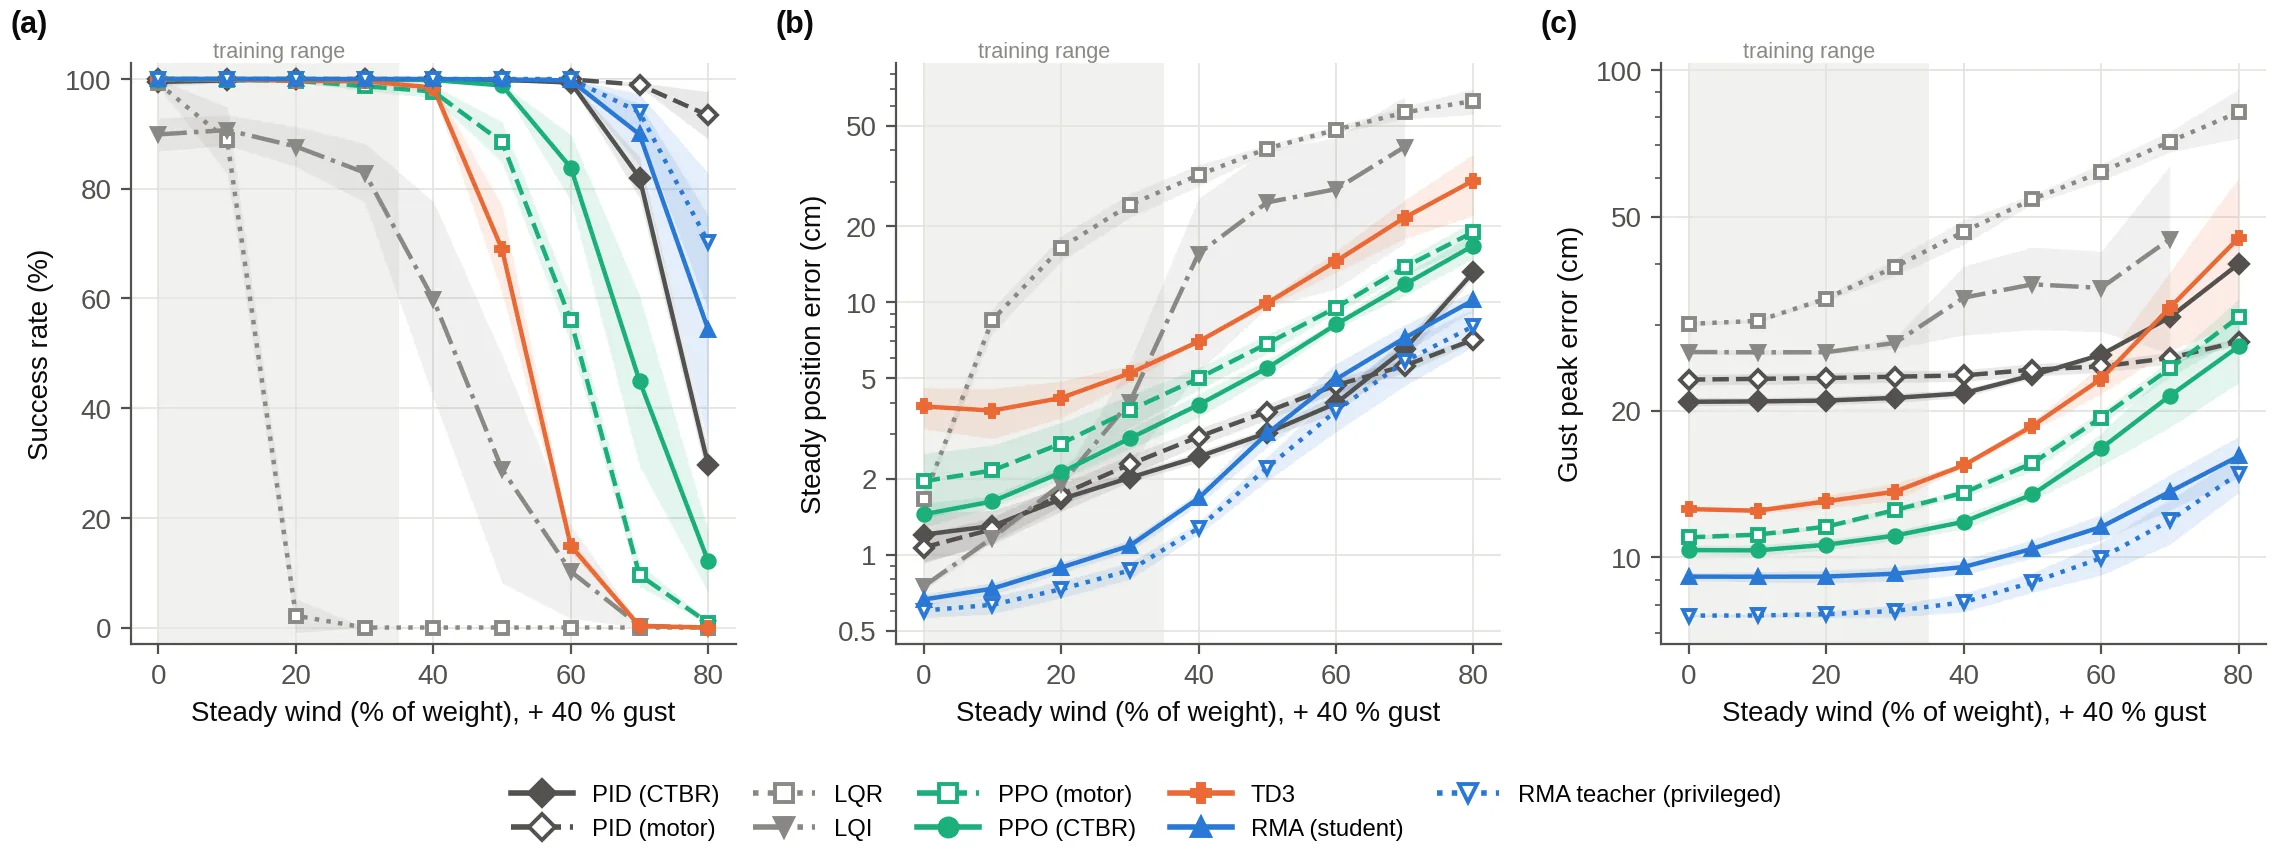 (a)
training range
100
80
60
40
20
0
Success rate (%)
0 20 40 60 80
Steady wind (% of weight), + 40 % gust
(b)
training range
50
20
10
5
2
1
0.5
Steady position error (cm)
0 20 40 60 80
Steady wind (% of weight), + 40 % gust
(c)
training range
100
50
20
10
Gust peak error (cm)
0 20 40 60 80
Steady wind (% of weight), + 40 % gust
PID (CTBR) LQR PPO (motor) TD3 RMA teacher (privileged)
PID (motor) LQI PPO (CTBR) RMA (student)